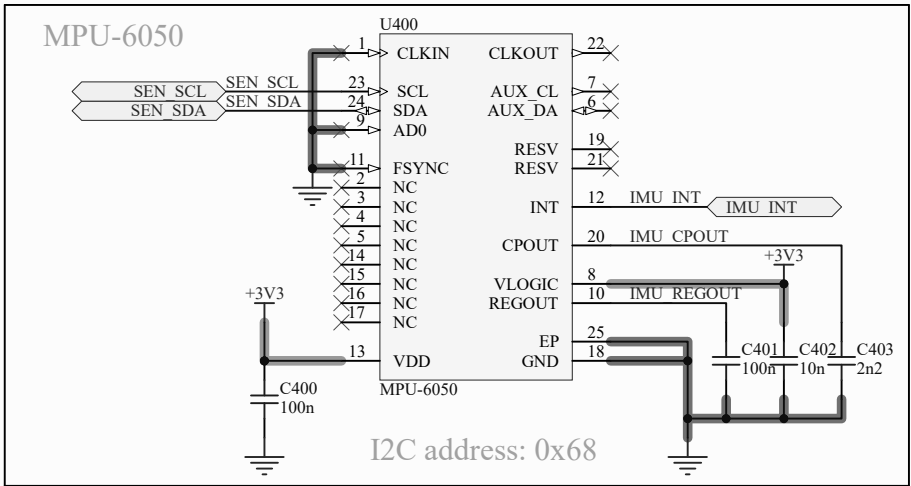 MPU-6050
U400
1 CLKIN
CLKOUT 22
SEN_SCL SEN_SCL 23 SCL
AUX_CL 7
SEN_SDA SEN_SDA 24 SDA
AUX_DA 6
9 AD0
RESV 19
11 FSYNC
RESV 21
2 NC
3 NC
INT 12 IMU_INT IMU_INT
4 NC
5 NC
CPOUT 20 IMU_CPOUT
14 NC
+3V3
15 NC
VLOGIC 8
16 NC
REGOUT 10 IMU_REGOUT
17 NC
+3V3
EP 25
13 VDD
GND 18
C401
100n
C402
10n
C403
2n2
C400
100n
MPU-6050
I2C address: 0x68